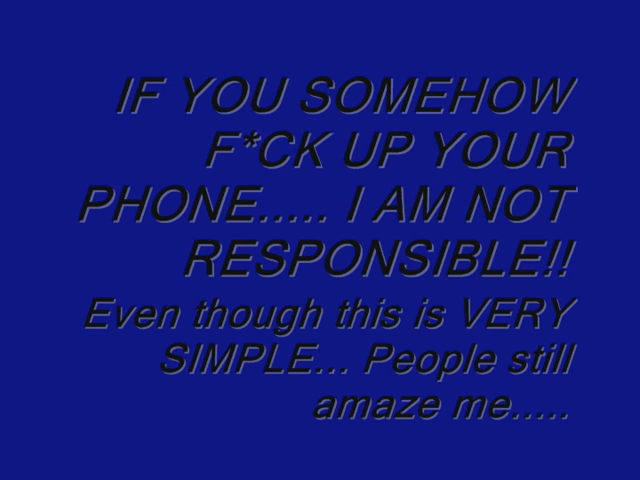 IF YOU SOMEHOW
F*CK UP YOUR
PHONE..... I AM NOT
RESPONSIBLE!!
Even though this is VERY
SIMPLE... People still
amaze me.....